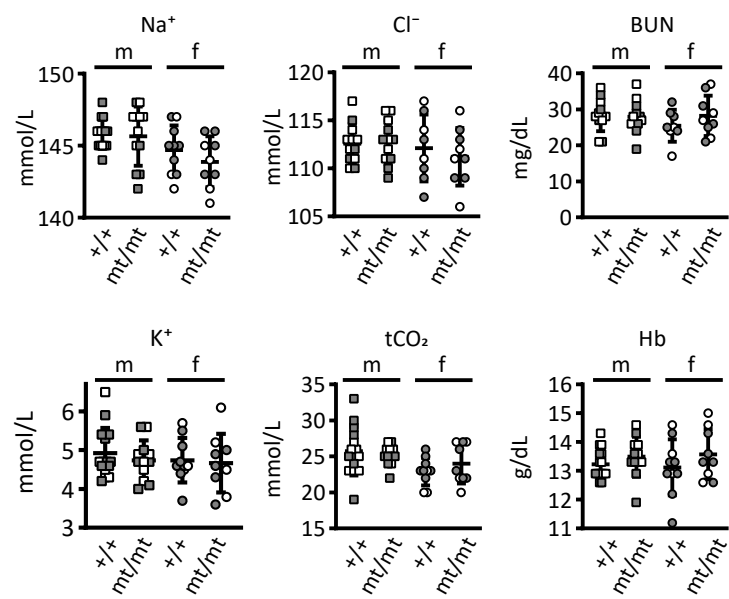 Na⁺
m f
150
145
140
mmol/L
+/+ mt/mt +/+ mt/mt
Cl⁻
m f
120
115
110
105
mmol/L
+/+ mt/mt +/+ mt/mt
BUN
m f
40
30
20
10
0
mg/dL
+/+ mt/mt +/+ mt/mt
K⁺
m f
6
5
4
3
mmol/L
+/+ mt/mt +/+ mt/mt
tCO₂
m f
35
30
25
20
15
mmol/L
+/+ mt/mt +/+ mt/mt
Hb
m f
16
15
14
13
12
11
g/dL
+/+ mt/mt +/+ mt/mt